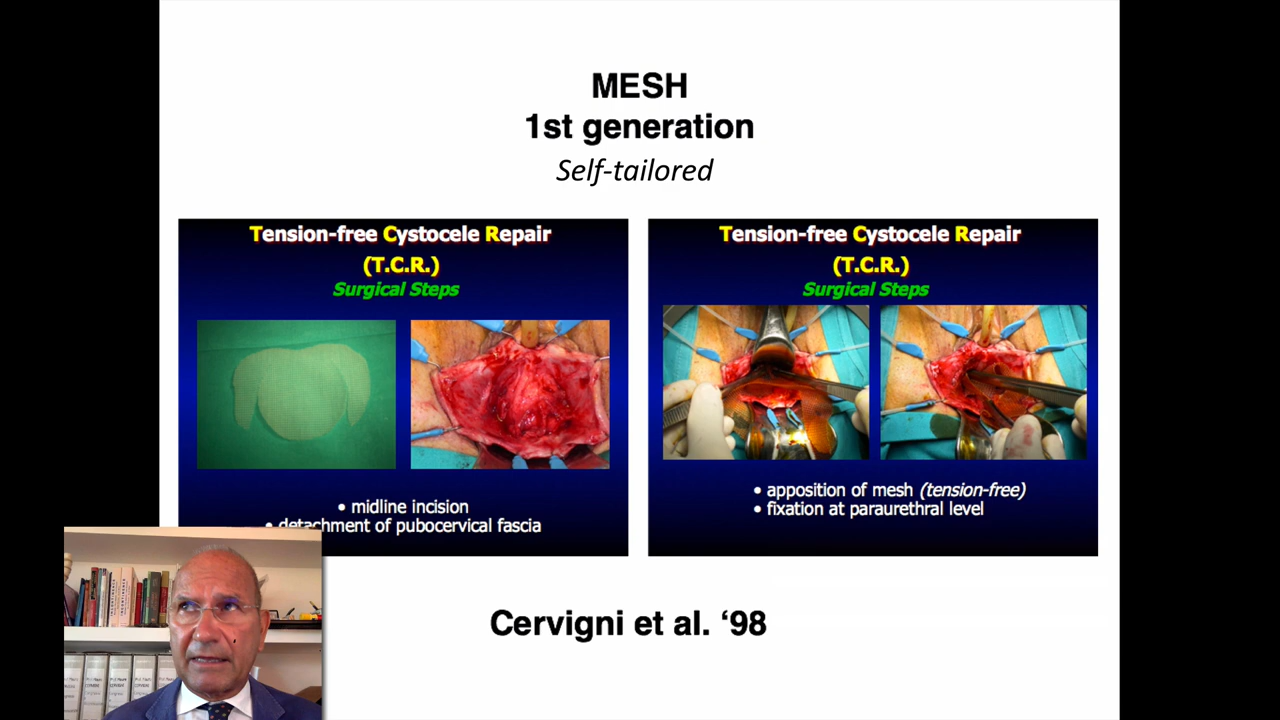 MESH
1st generation
Self-tailored
Tension-free Cystocele Repair
(T.C.R.)
Surgical Steps
• midline incision
• detachment of pubocervical fascia
Tension-free Cystocele Repair
(T.C.R.)
Surgical Steps
• apposition of mesh (tension-free)
• fixation at paraurethral level
Cervigni et al. ‘98